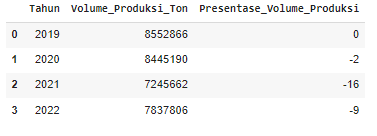 Tahun Volume_Produksi_Ton Presentase_Volume_Produksi
0 2019 8552866 0
1 2020 8445190 -2
2 2021 7245662 -16
3 2022 7837806 -9